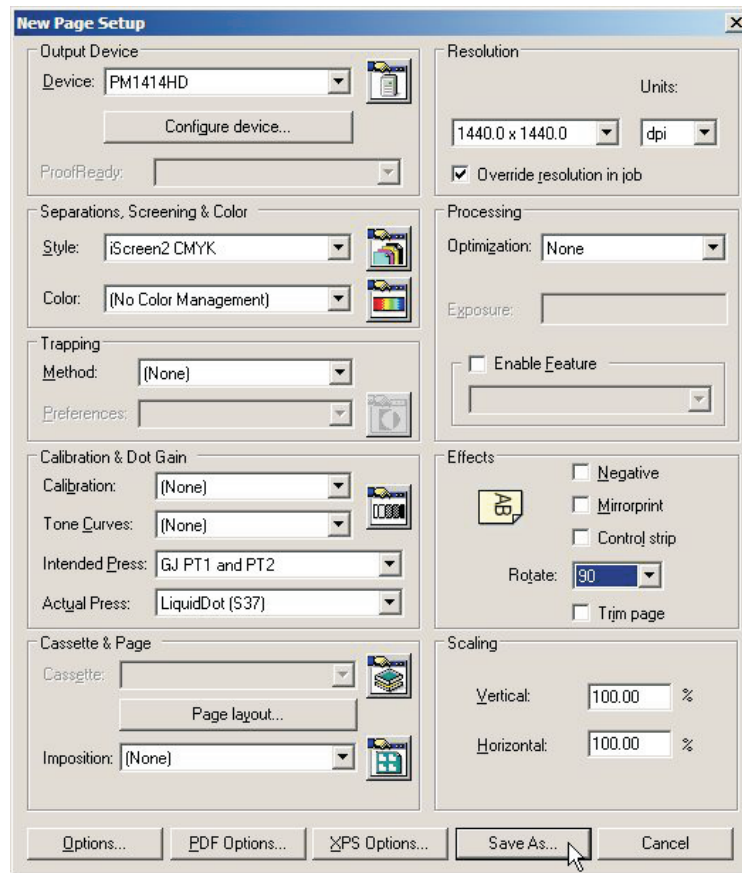 New Page Setup
Output Device
Device: PM1414HD
Configure device...
ProofReady:
Separations, Screening & Color
Style: iScreen2 CMYK
Color: (No Color Management)
Trapping
Method: (None)
Preferences:
Calibration & Dot Gain
Calibration: (None)
Tone Curves: (None)
Intended Press: GJ PT1 and PT2
Actual Press: LiquidDot (S37)
Cassette & Page
Cassette:
Page layout...
Imposition: (None)
Resolution
Units:
1440.0 x 1440.0 dpi
Override resolution in job
Processing
Optimization: None
Exposure:
Enable Feature
Effects
AB
Negative
Mirrorprint
Control strip
Rotate: 90
Trim page
Scaling
Vertical: 100.00 %
Horizontal: 100.00 %
Options... PDF Options... XPS Options... Save As... Cancel